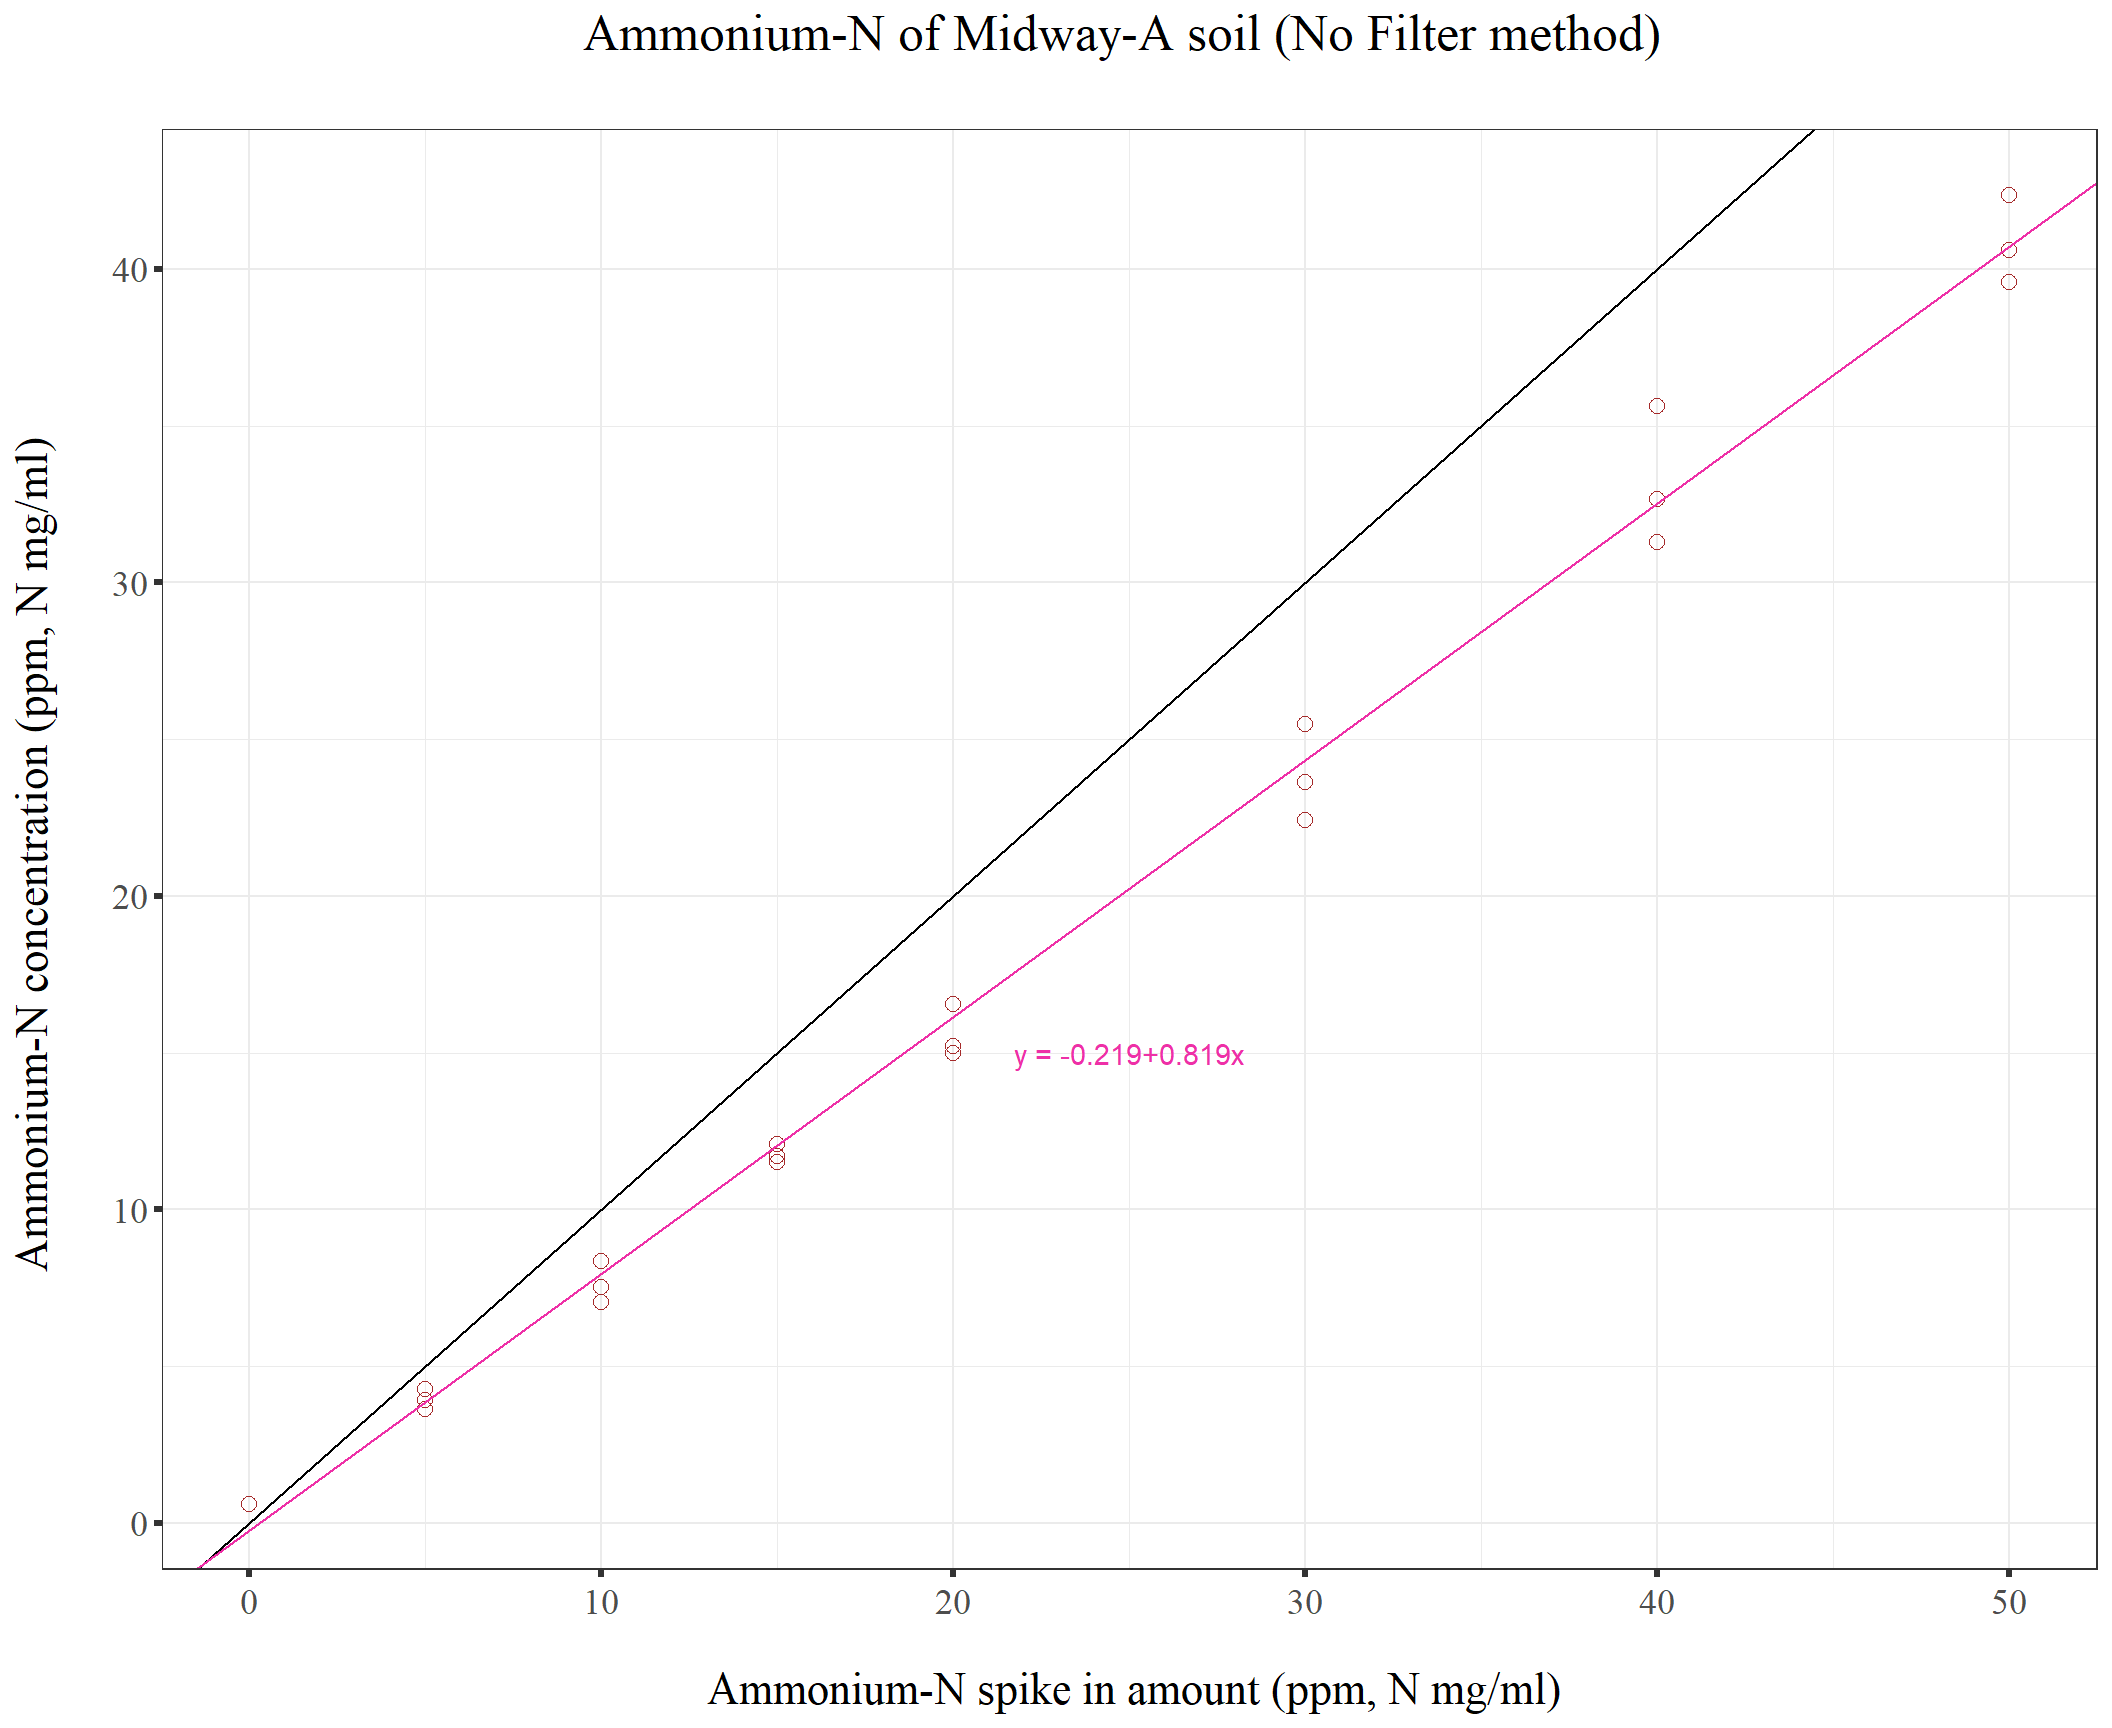 Ammonium-N of Midway-A soil (No Filter method)
Ammonium-N concentration (ppm, N mg/ml)
40
30
20
10
0
y = -0.219+0.819x
0 10 20 30 40 50
Ammonium-N spike in amount (ppm, N mg/ml)